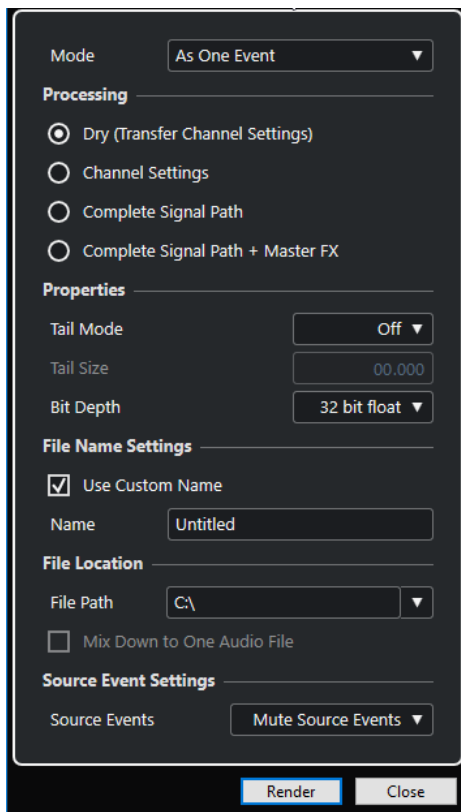 Mode As One Event
Processing
Dry (Transfer Channel Settings)
Channel Settings
Complete Signal Path
Complete Signal Path + Master FX
Properties
Tail Mode Off
Tail Size 00.000
Bit Depth 32 bit float
File Name Settings
Use Custom Name
Name Untitled
File Location
File Path C:\
Mix Down to One Audio File
Source Event Settings
Source Events Mute Source Events
Render Close